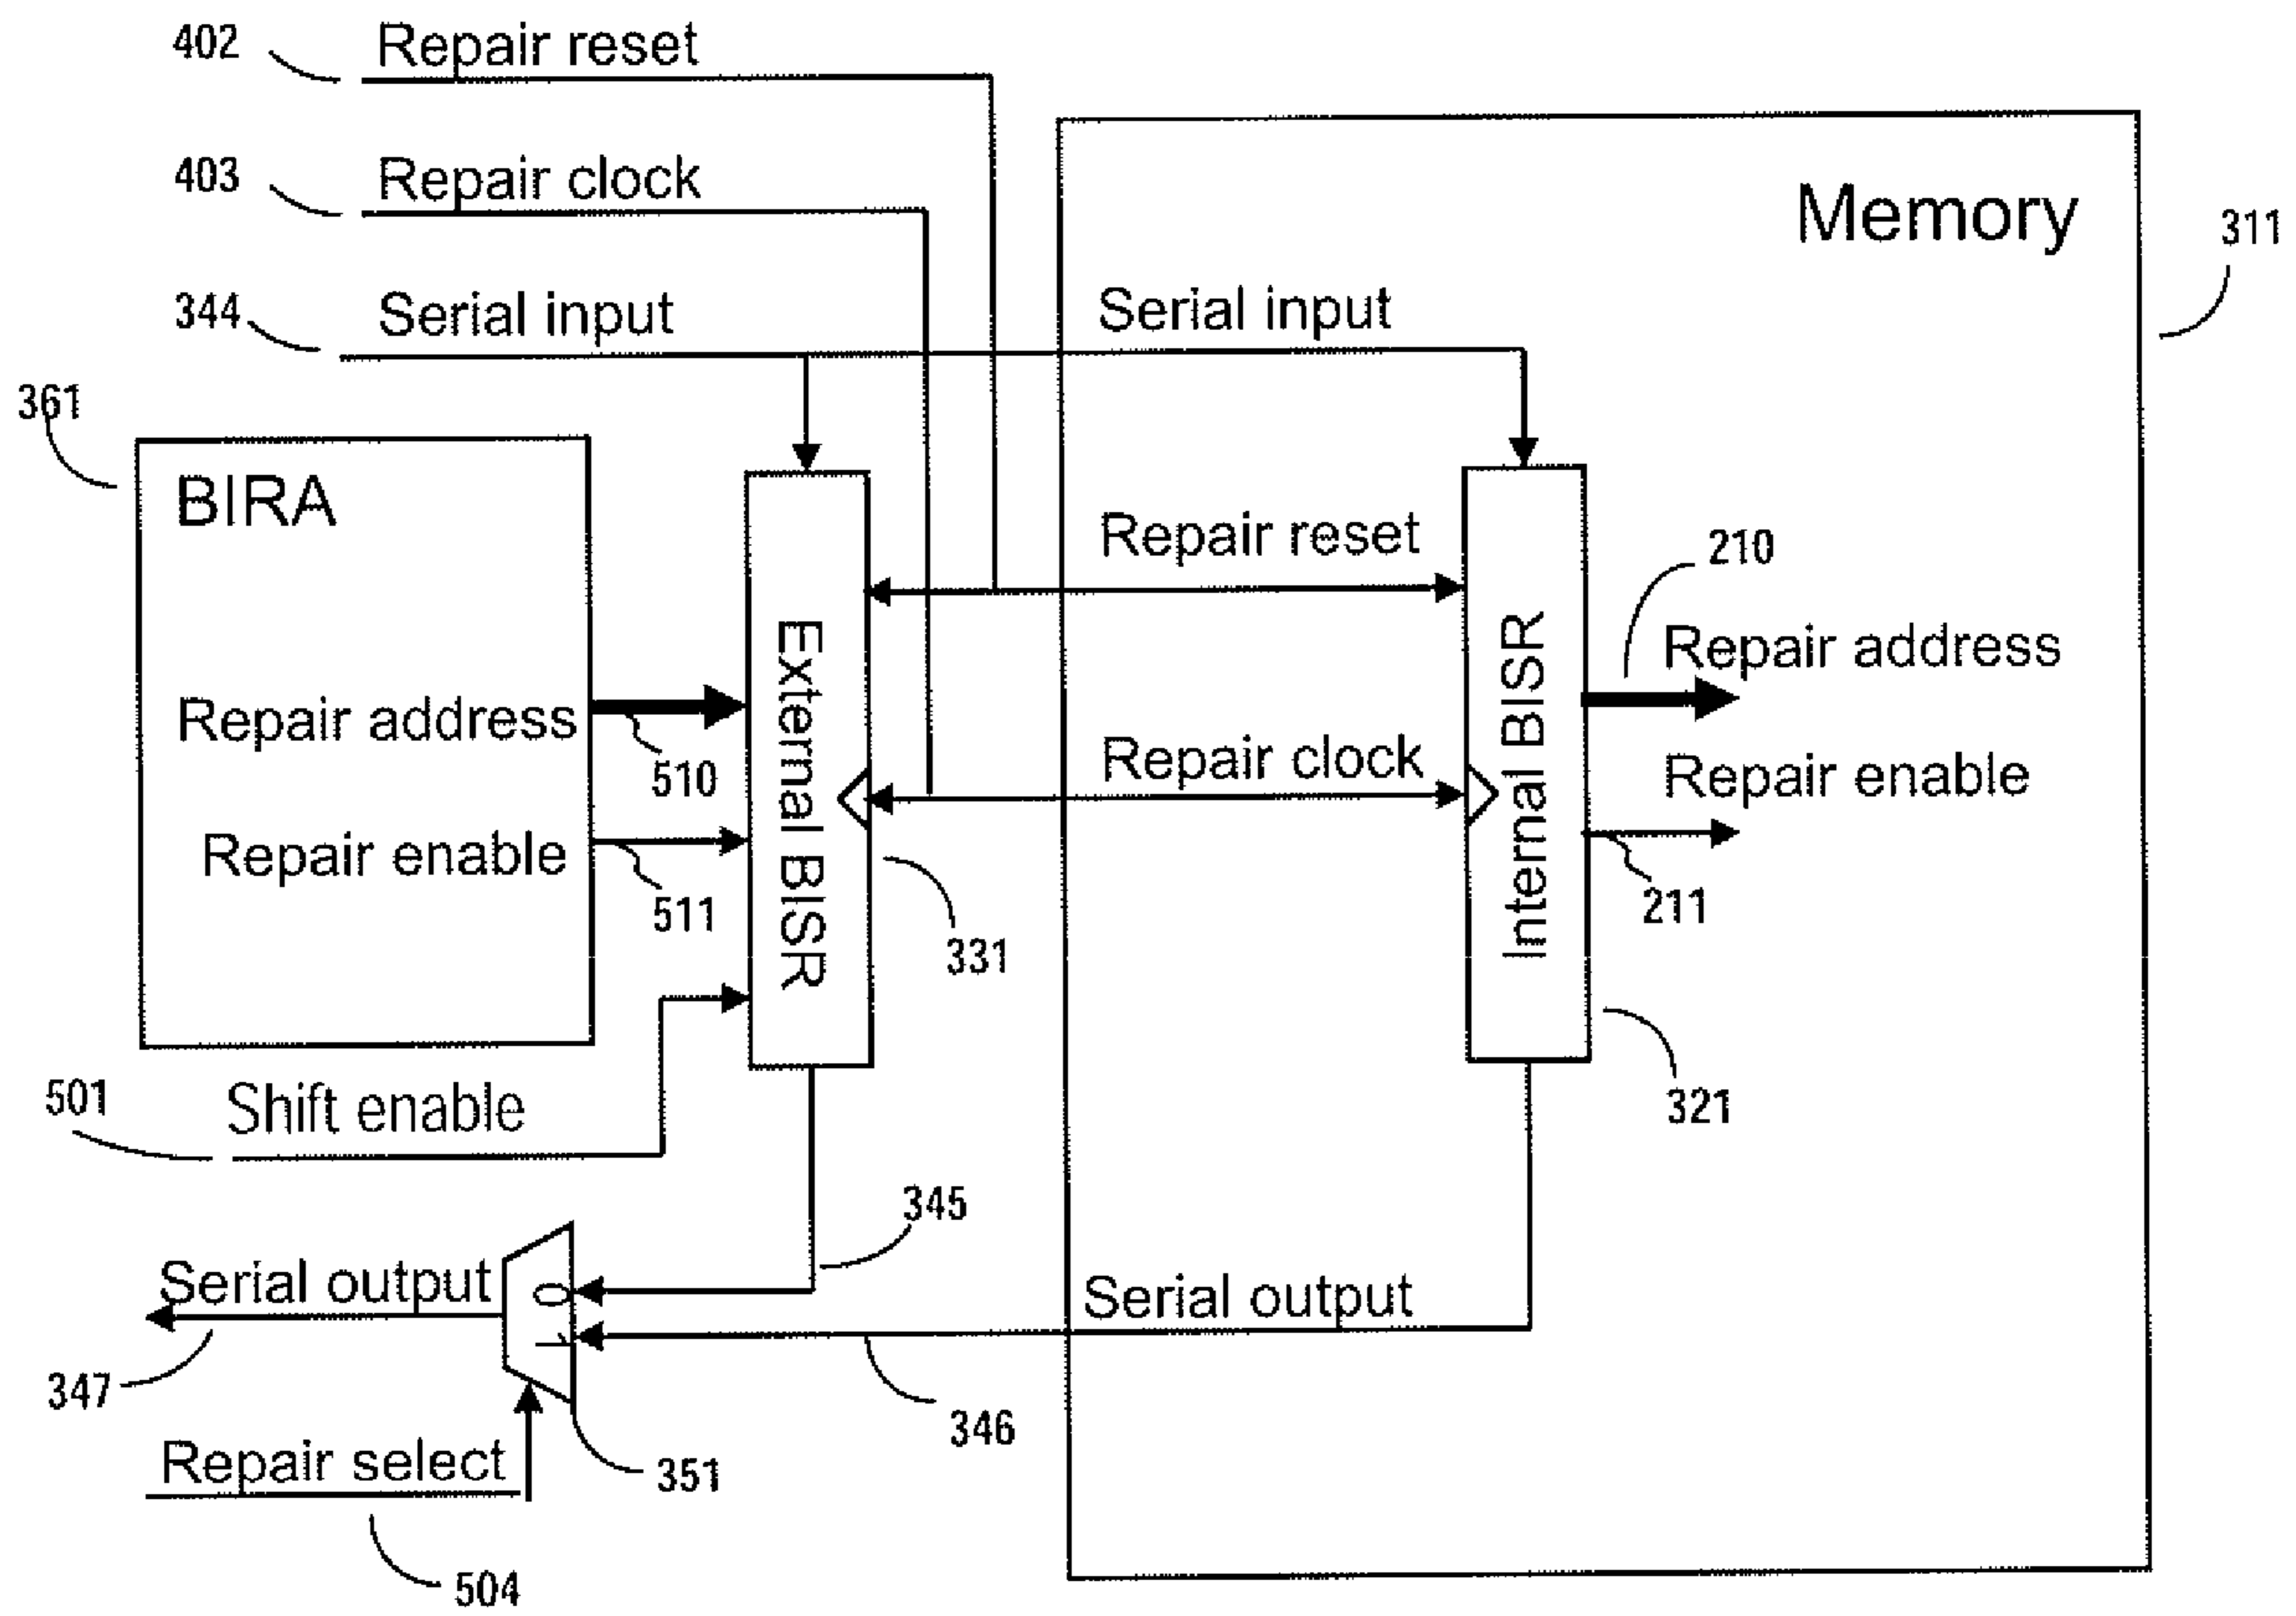 402 Repair reset
403 Repair clock
Memory
311
344 Serial input
Serial input
361
BIRA
Repair reset
210
Repair address
External BISR
Internal BISR
Repair address
510
Repair clock
Repair enable
Repair enable
511
331
211
501 Shift enable
321
345
Serial output
0
1
Serial output
347
346
Repair select
351
504